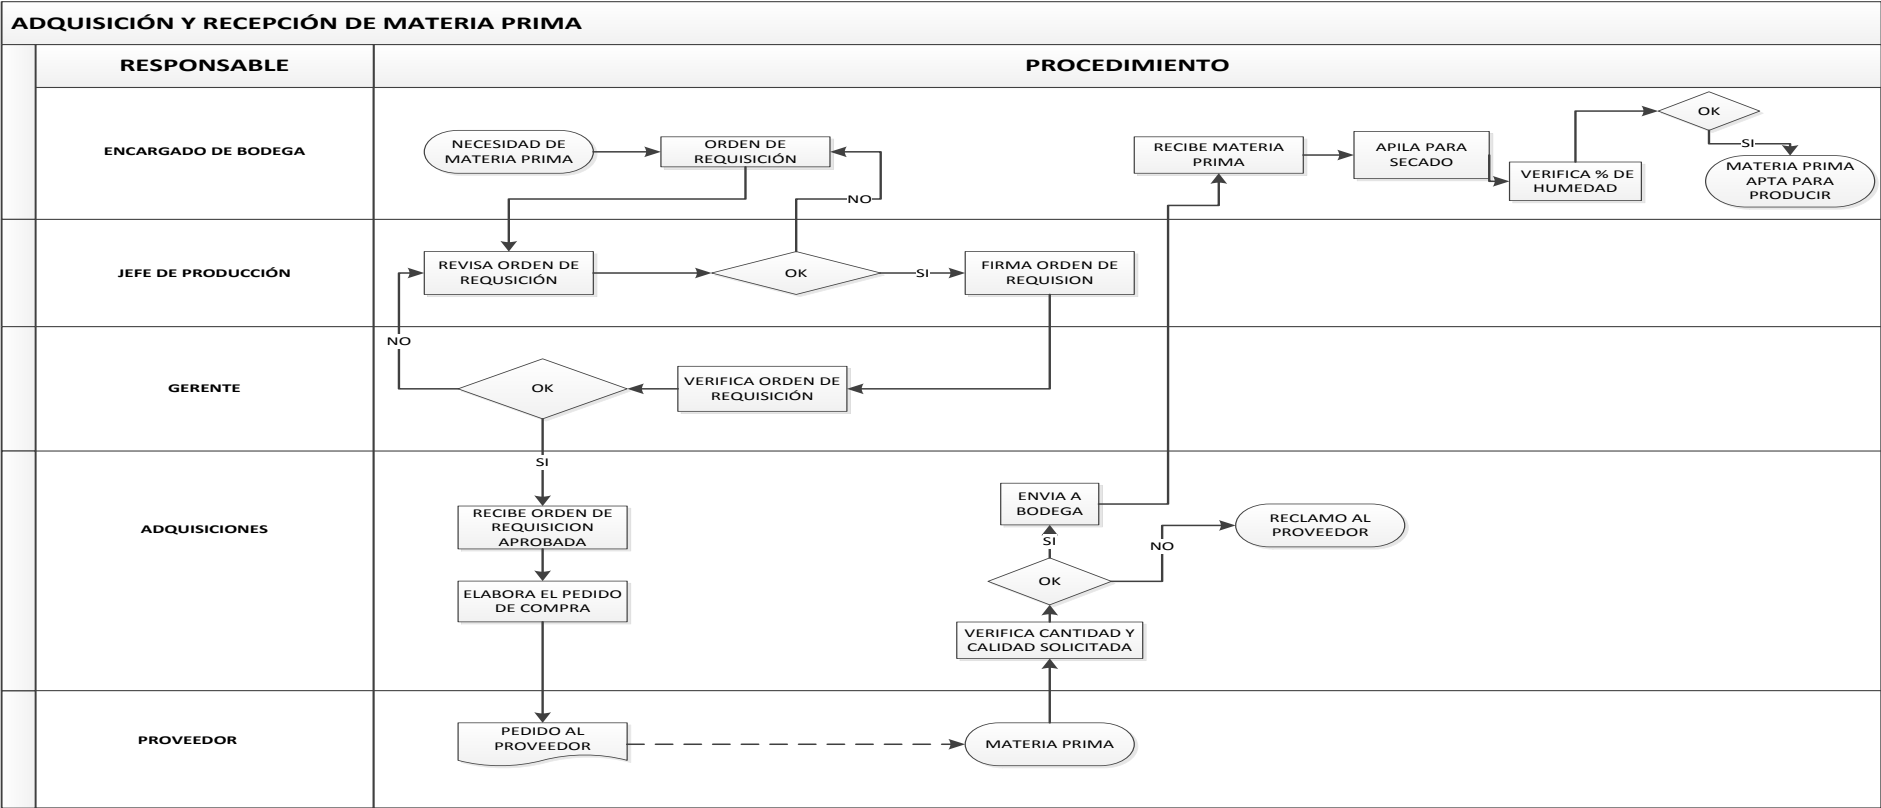 ADQUISICIÓN Y RECEPCIÓN DE MATERIA PRIMA
RESPONSABLE
PROCEDIMIENTO
ENCARGADO DE BODEGA
NECESIDAD DE
MATERIA PRIMA
ORDEN DE
REQUISICIÓN
NO
RECIBE MATERIA
PRIMA
APILA PARA
SECADO
VERIFICA % DE
HUMEDAD
OK
SI
MATERIA PRIMA
APTA PARA
PRODUCIR
JEFE DE PRODUCCIÓN
REVISA ORDEN DE
REQUSICIÓN
OK
SI
FIRMA ORDEN DE
REQUISION
NO
GERENTE
OK
VERIFICA ORDEN DE
REQUISICIÓN
SI
ADQUISICIONES
RECIBE ORDEN DE
REQUISICION
APROBADA
ELABORA EL PEDIDO
DE COMPRA
ENVIA A
BODEGA
SI
OK
NO
RECLAMO AL
PROVEEDOR
VERIFICA CANTIDAD Y
CALIDAD SOLICITADA
PROVEEDOR
PEDIDO AL
PROVEEDOR
MATERIA PRIMA